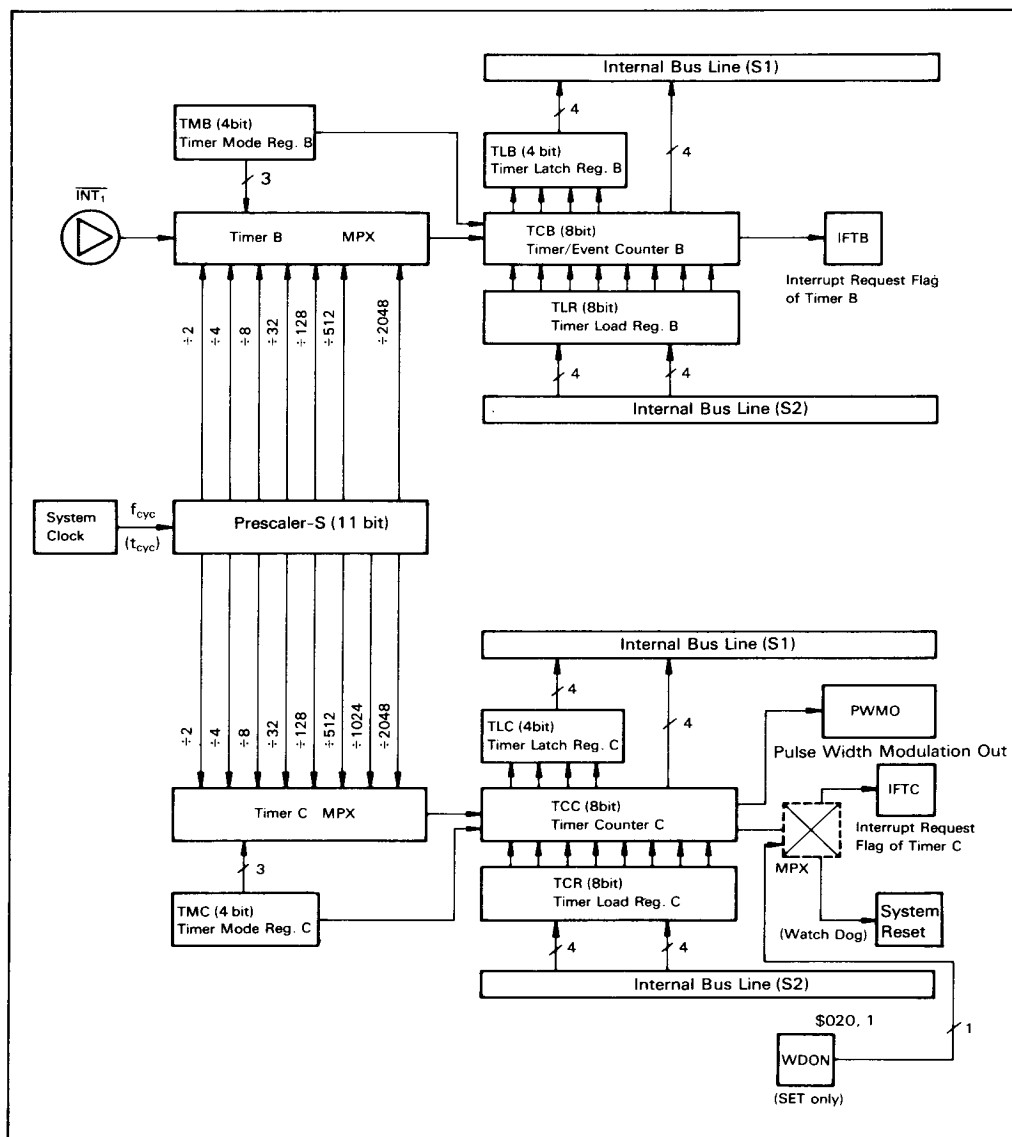 Internal Bus Line (S1)
4
TMB (4bit)
Timer Mode Reg. B
TLB (4 bit)
Timer Latch Reg. B
4
3
INT₁
Timer B MPX
TCB (8bit)
Timer/Event Counter B
IFTB
Interrupt Request Flag
of Timer B
TLR (8bit)
Timer Load Reg. B
÷2
÷4
÷8
÷32
÷128
÷512
÷2048
4
4
Internal Bus Line (S2)
System
Clock
fcyc
(tcyc)
Prescaler-S (11 bit)
Internal Bus Line (S1)
÷2
÷4
÷8
÷32
÷128
÷512
÷1024
÷2048
4
4
TLC (4bit)
Timer Latch Reg. C
PWMO
Pulse Width Modulation Out
Timer C MPX
TCC (8bit)
Timer Counter C
IFTC
Interrupt Request
Flag of Timer C
MPX
3
TCR (8bit)
Timer Load Reg. C
TMC (4 bit)
Timer Mode Reg. C
System
Reset
(Watch Dog)
4
4
Internal Bus Line (S2)
$020, 1
1
WDON
(SET only)